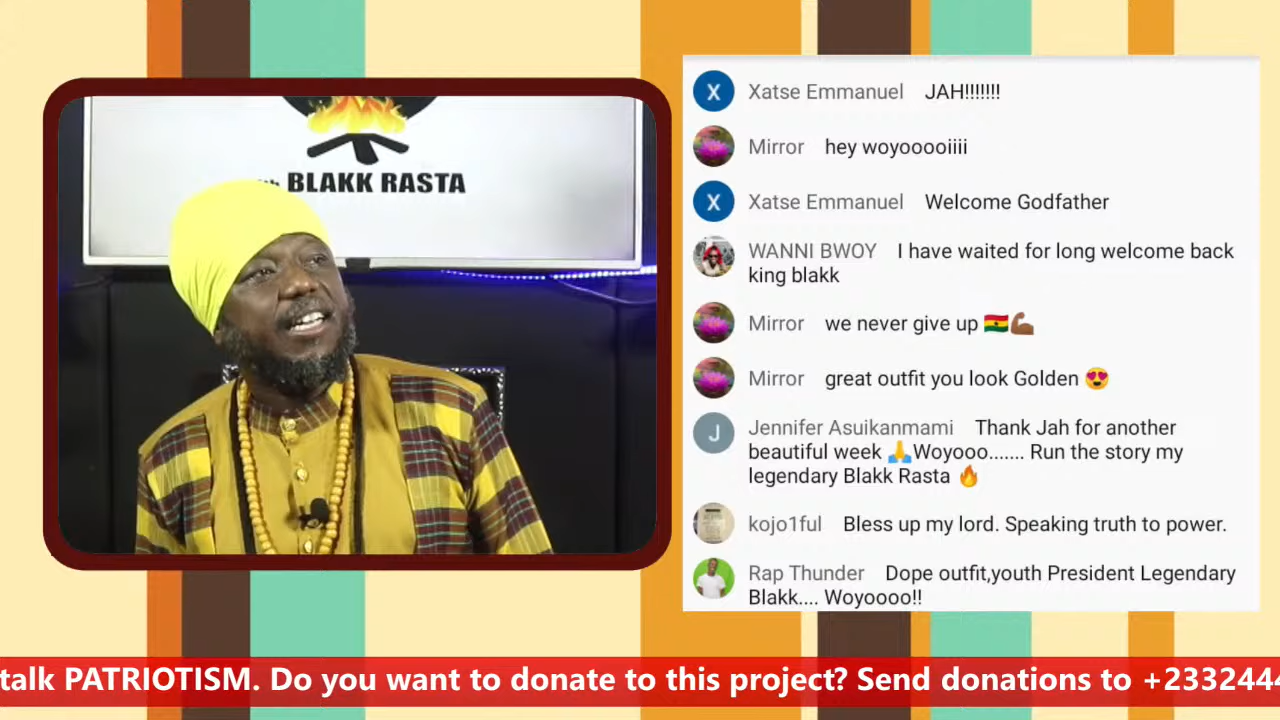 BLAKK RASTA
X Xatse Emmanuel JAH!!!!!!!
Mirror hey woyooooiiii
X Xatse Emmanuel Welcome Godfather
WANNI BWOY I have waited for long welcome back
king blakk
Mirror we never give up 🇬🇭💪🏾
Mirror great outfit you look Golden 😍
J Jennifer Asuikanmami Thank Jah for another
beautiful week 🙏Woyooo....... Run the story my
legendary Blakk Rasta 🔥
kojo1ful Bless up my lord. Speaking truth to power.
Rap Thunder Dope outfit,youth President Legendary
Blakk.... Woyoooo!!
talk PATRIOTISM. Do you want to donate to this project? Send donations to +2332444